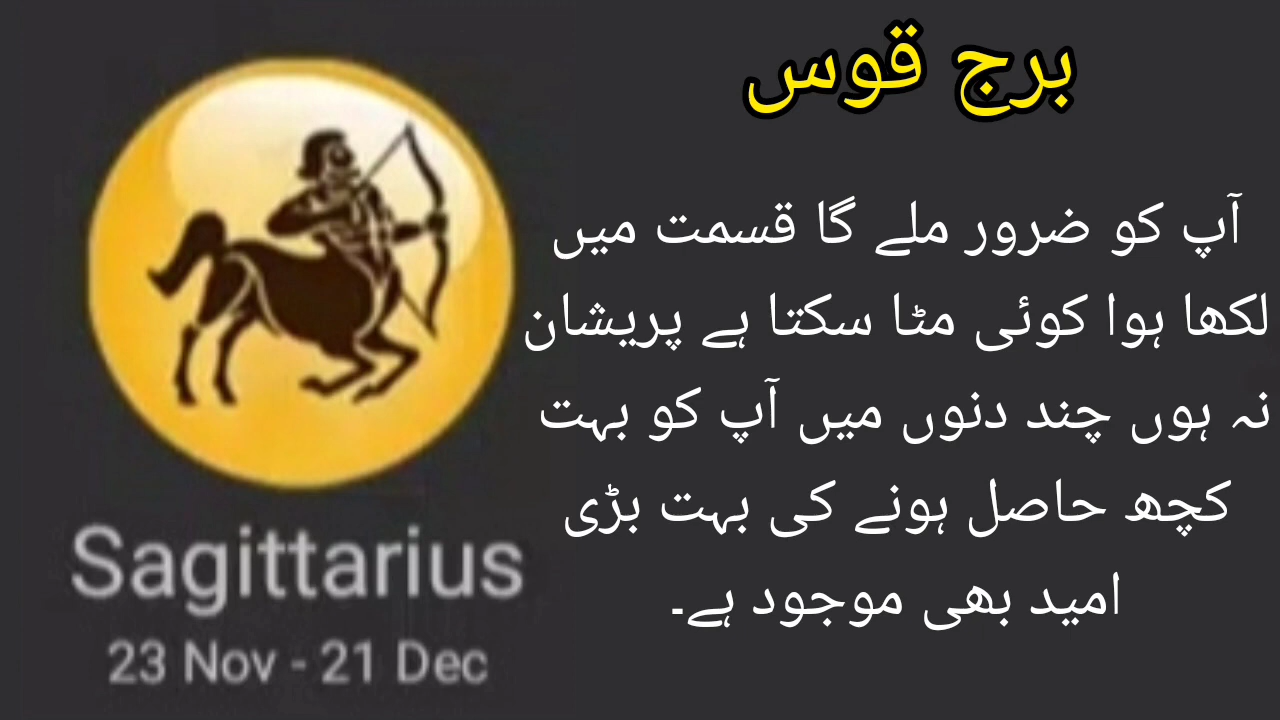 برج قوس
آپ کو ضرور ملے گا قسمت میں
لکھا ہوا کوئی مٹا سکتا ہے پریشان
نہ ہوں چند دنوں میں آپ کو بہت
کچھ حاصل ہونے کی بہت بڑی
امید بھی موجود ہے۔
Sagittarius
23 Nov - 21 Dec